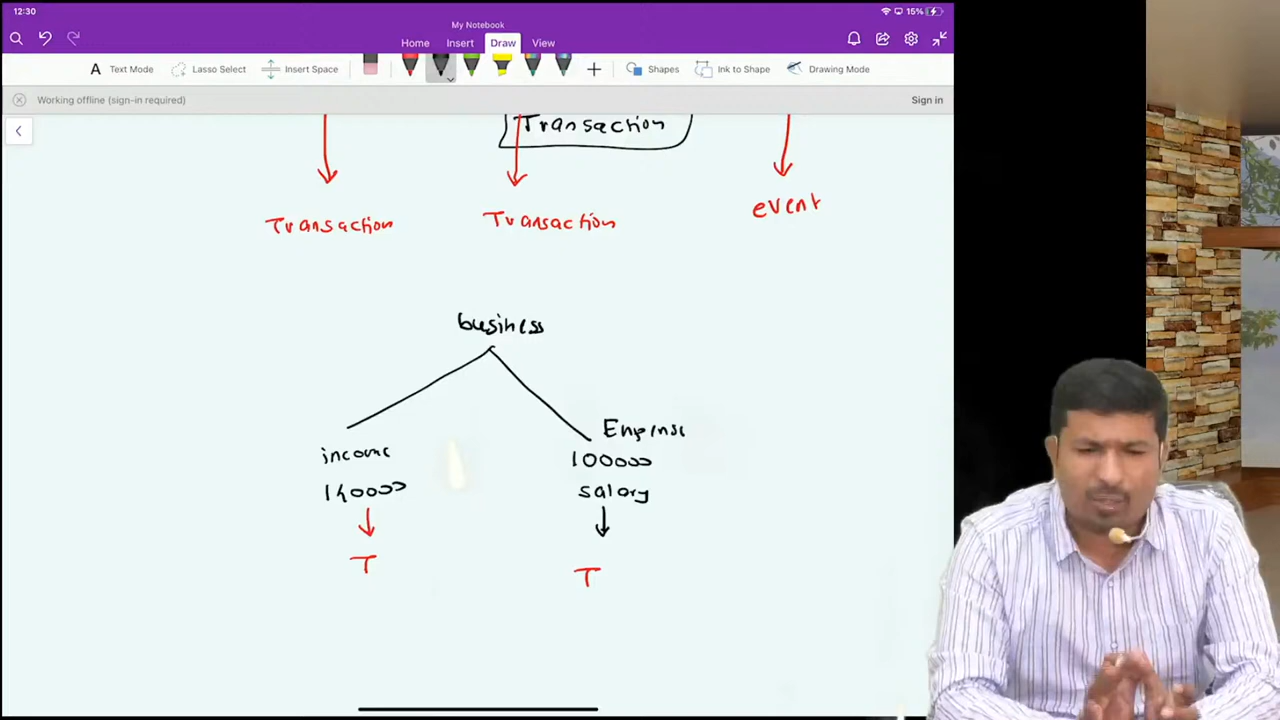 12:30
15%
My Notebook
Home Insert Draw View
Text Mode Lasso Select Insert Space Shapes Ink to Shape Drawing Mode
Working offline (sign-in required) Sign in
Transaction
Transaction Transaction event
business
income Expense
140000 100000
salary
T T